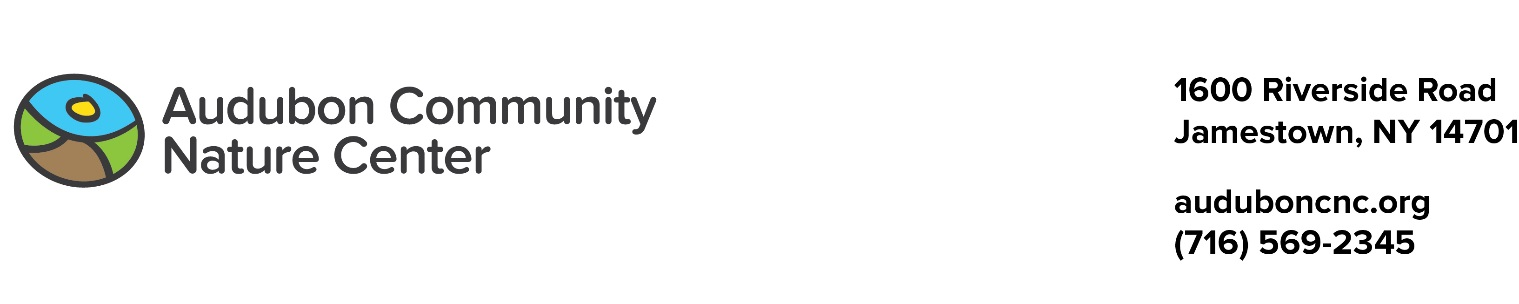 Audubon Community
Nature Center
1600 Riverside Road
Jamestown, NY 14701
auduboncnc.org
(716) 569-2345